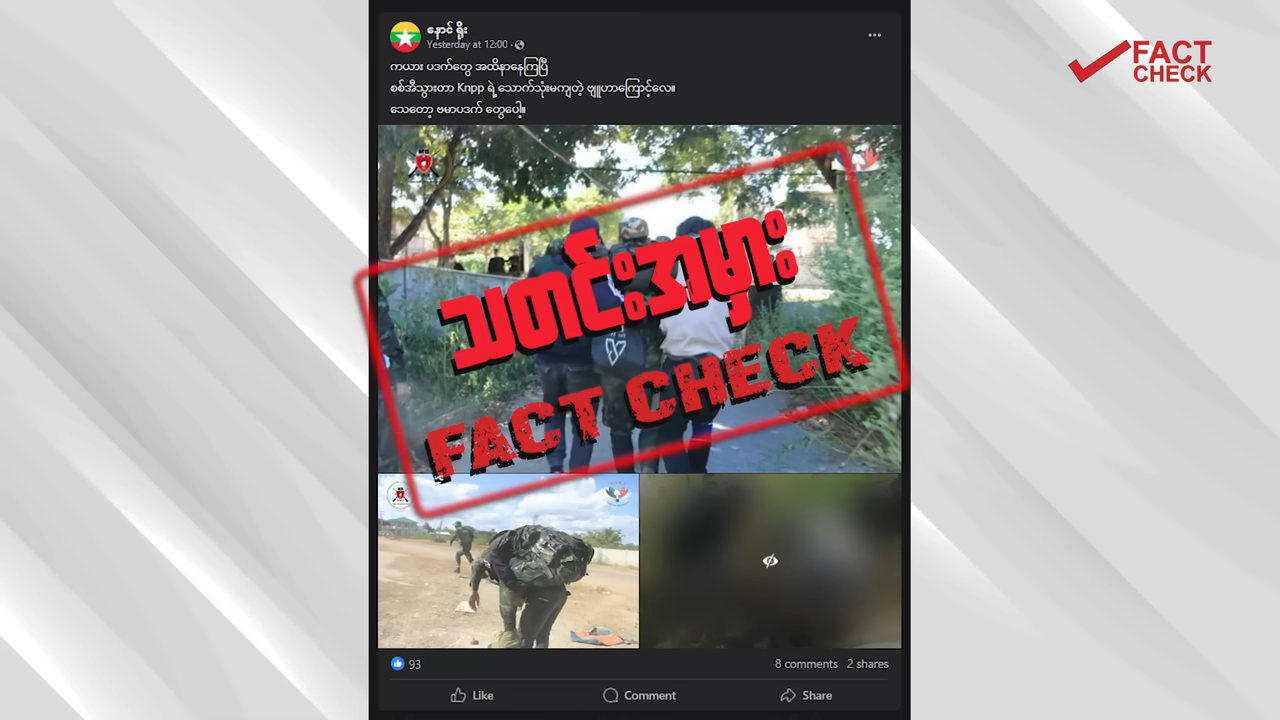 နောင် ရိုး
Yesterday at 12:00 ·
ကယား ပဒက်တွေ အထိနာနေကြပြီ
စစ်အီသွားတာ Knpp ရဲ့ သောက်သုံးမကျတဲ့ ဗျူဟာကြောင့်လေ။
သေတော့ ဗမာပဒက် တွေပေါ့။
FACT
CHECK
သတင်းအမှား
FACT CHECK
93
8 comments 2 shares
Like Comment Share